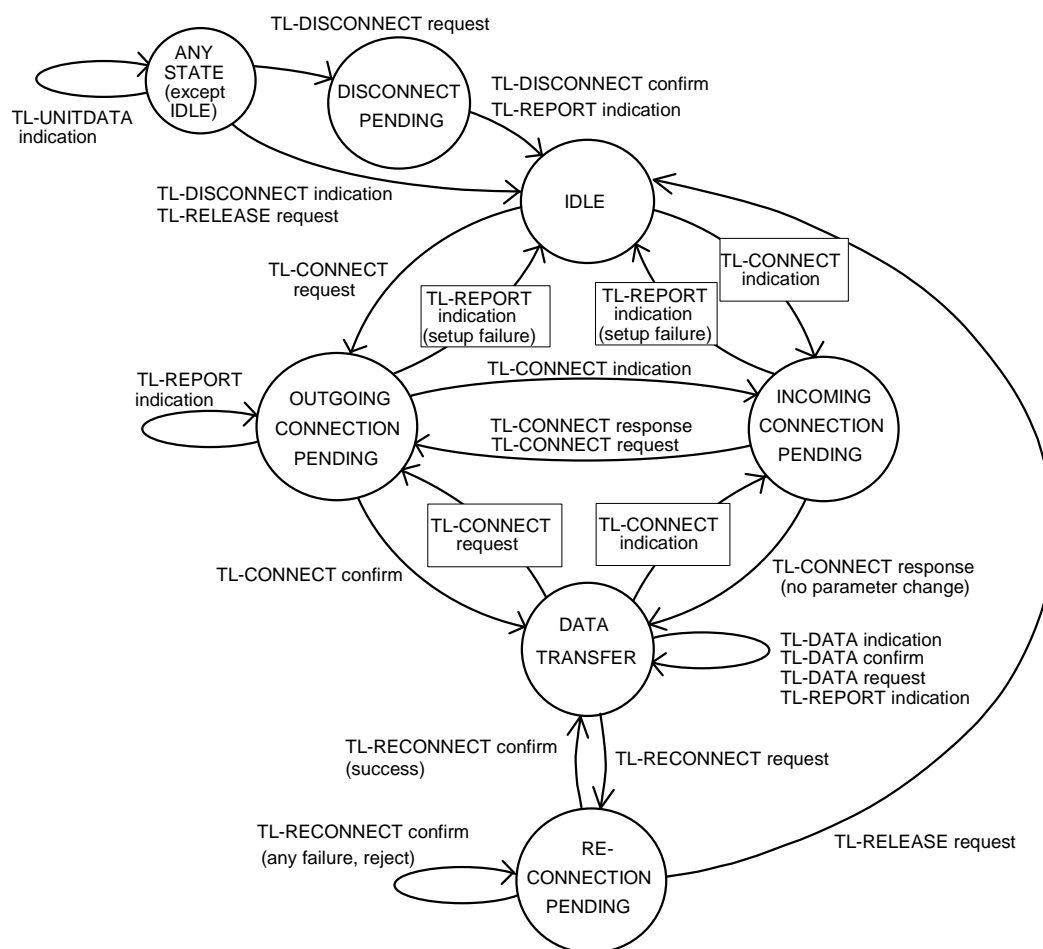 TL-DISCONNECT request
ANY
STATE
(except
IDLE)
TL-UNITDATA
indication
DISCONNECT
PENDING
TL-DISCONNECT confirm
TL-REPORT indication
TL-DISCONNECT indication
TL-RELEASE request
IDLE
TL-CONNECT
request
TL-REPORT
indication
(setup failure)
TL-REPORT
indication
(setup failure)
TL-CONNECT
indication
TL-REPORT
indication
OUTGOING
CONNECTION
PENDING
TL-CONNECT indication
TL-CONNECT response
TL-CONNECT request
INCOMING
CONNECTION
PENDING
TL-CONNECT
request
TL-CONNECT
indication
TL-CONNECT confirm
TL-CONNECT response
(no parameter change)
DATA
TRANSFER
TL-DATA indication
TL-DATA confirm
TL-DATA request
TL-REPORT indication
TL-RECONNECT confirm
(success)
TL-RECONNECT request
TL-RECONNECT confirm
(any failure, reject)
RE-
CONNECTION
PENDING
TL-RELEASE request